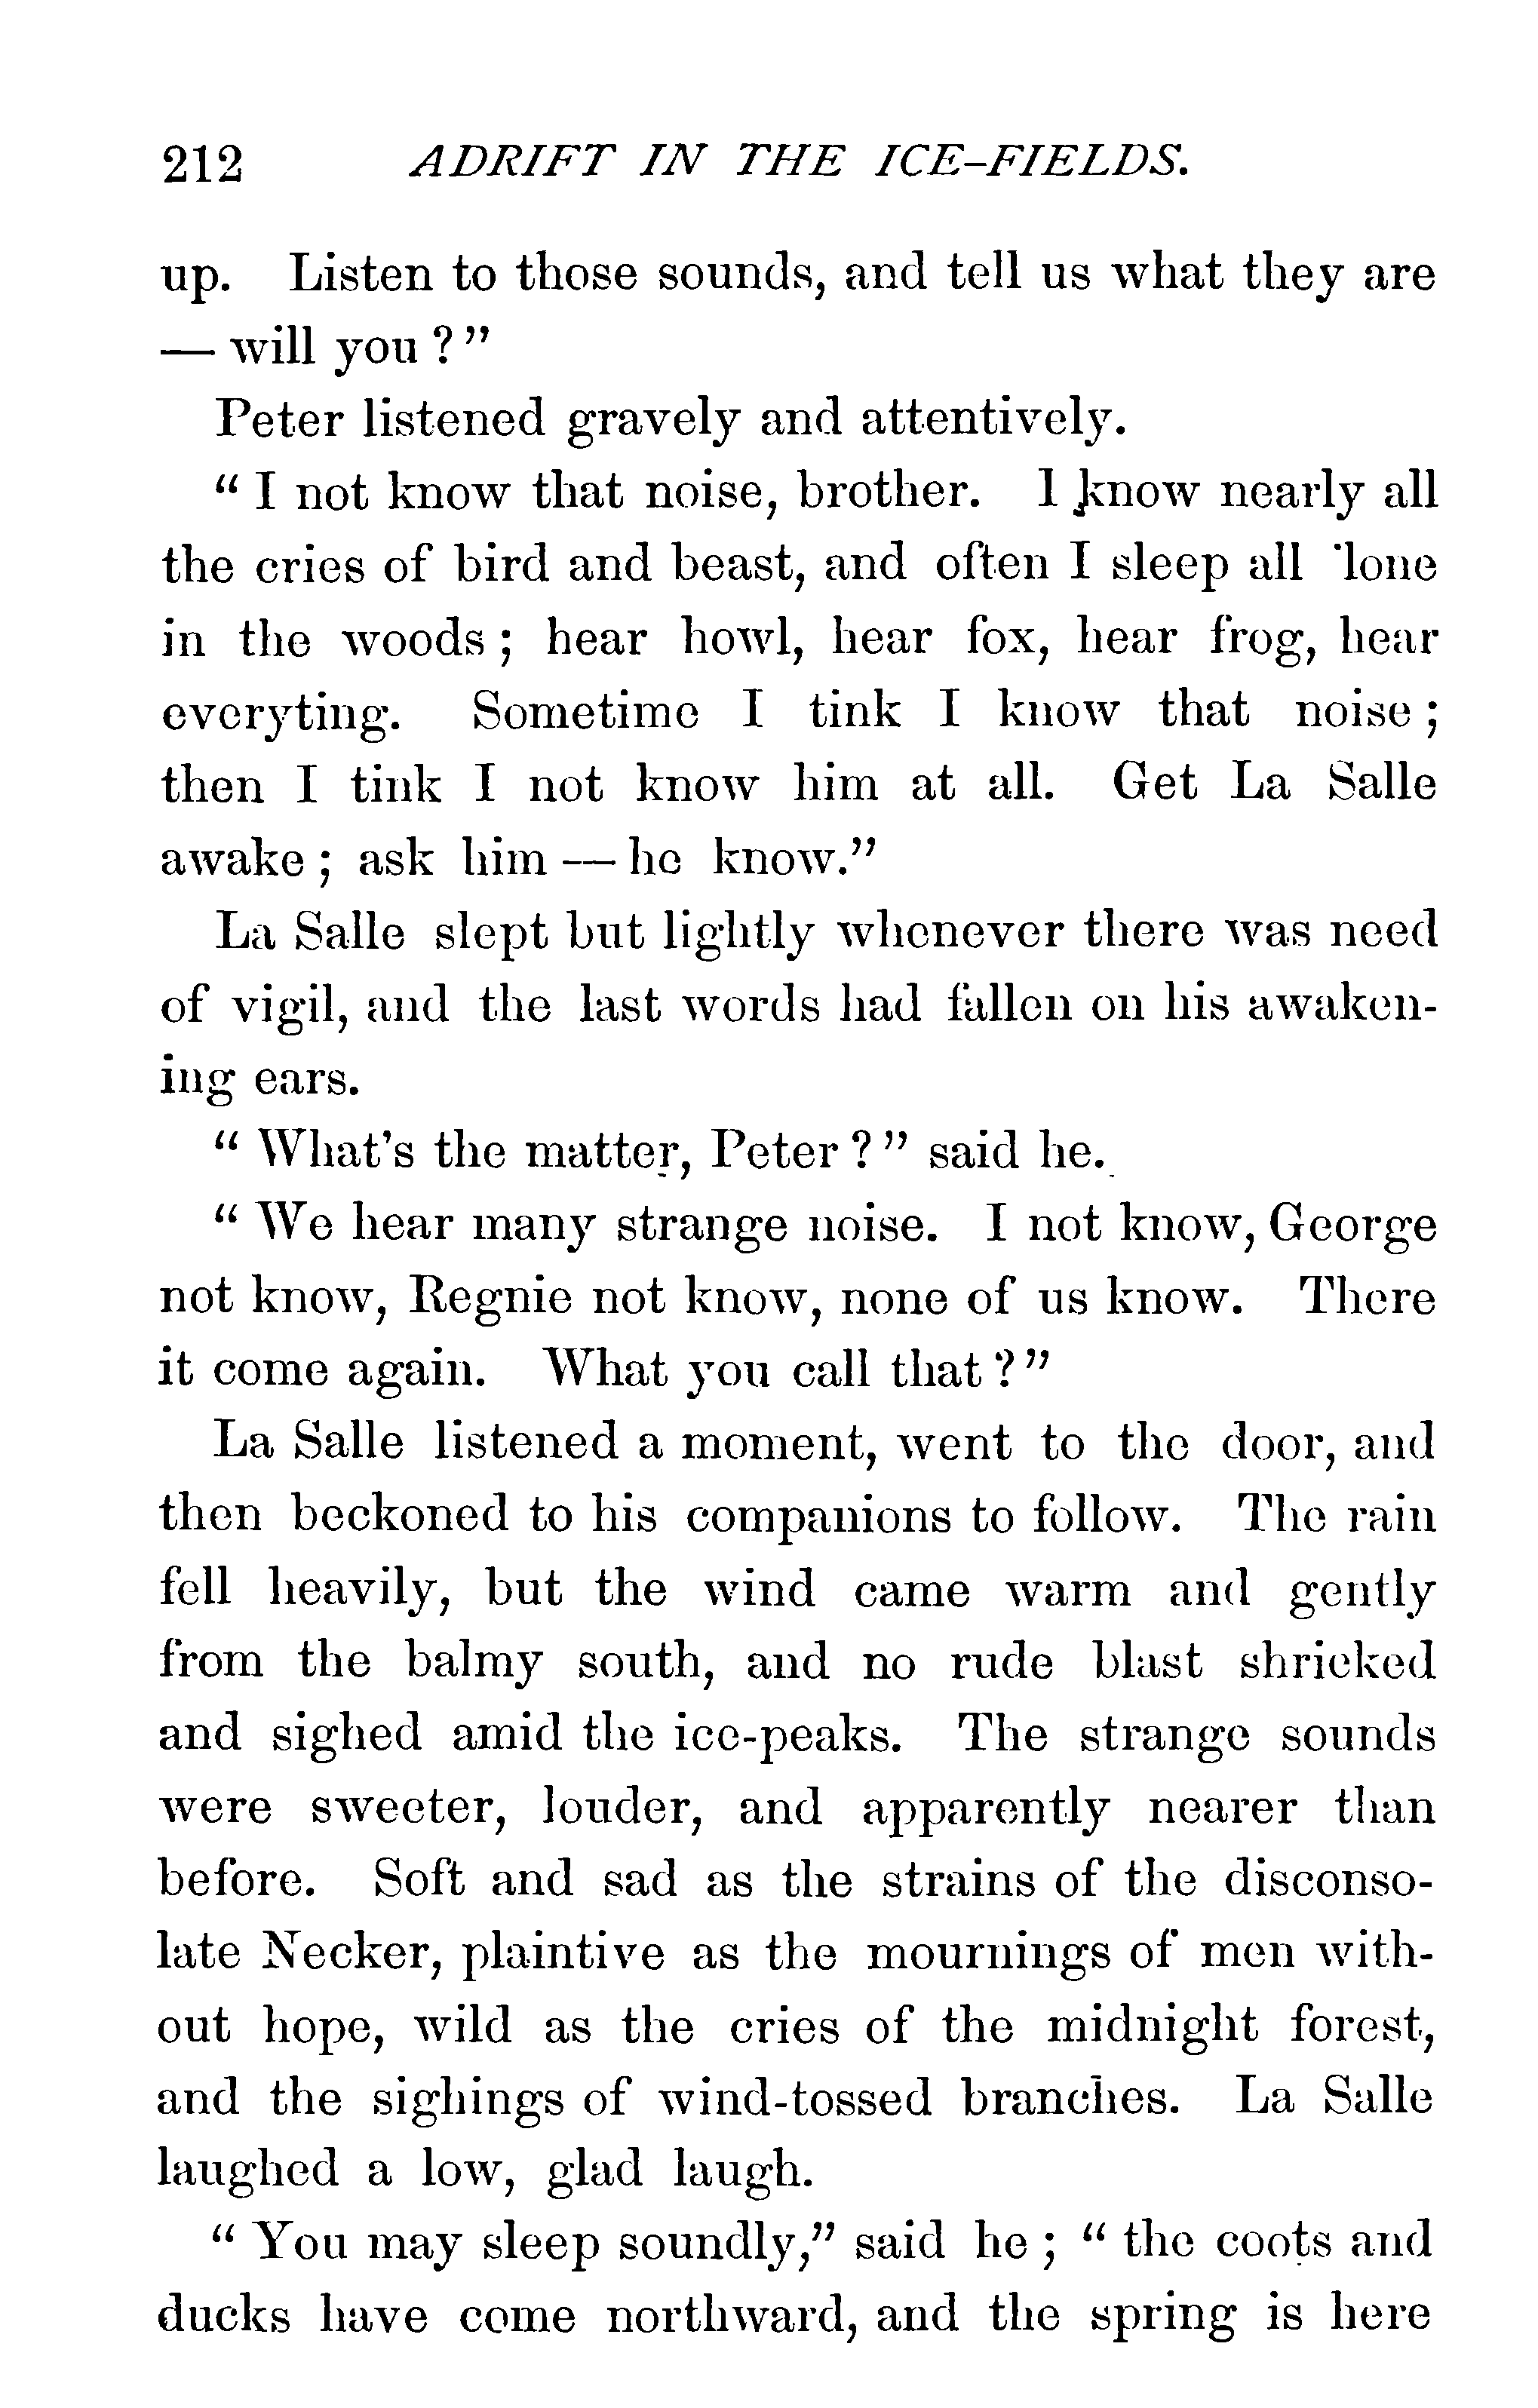 212 ADRIFT IN THE ICE-FIELDS.
up. Listen to those sounds, and tell us what they are
— will you ? ”
Peter listened gravely and attentively.
“ I not know that noise, brother. I know nearly all
the cries of bird and beast, and often I sleep all 'lone
in the woods ; hear howl, hear fox, hear frog, hear
everyting. Sometime I tink I know that noise ;
then I tink I not know him at all. Get La Salle
awake ; ask him — he know.”
La Salle slept but lightly whenever there was need
of vigil, and the last words had fallen on his awaken-
ing ears.
“ What's the matter, Peter ? ” said he.
“ We hear many strange noise. I not know, George
not know, Regnie not know, none of us know. There
it come again. What you call that ? ”
La Salle listened a moment, went to the door, and
then beckoned to his companions to follow. The rain
fell heavily, but the wind came warm and gently
from the balmy south, and no rude blast shrieked
and sighed amid the ice-peaks. The strange sounds
were sweeter, louder, and apparently nearer than
before. Soft and sad as the strains of the disconso-
late Necker, plaintive as the mournings of men with-
out hope, wild as the cries of the midnight forest,
and the sighings of wind-tossed branches. La Salle
laughed a low, glad laugh.
“ You may sleep soundly,” said he ; “ the coots and
ducks have come northward, and the spring is here